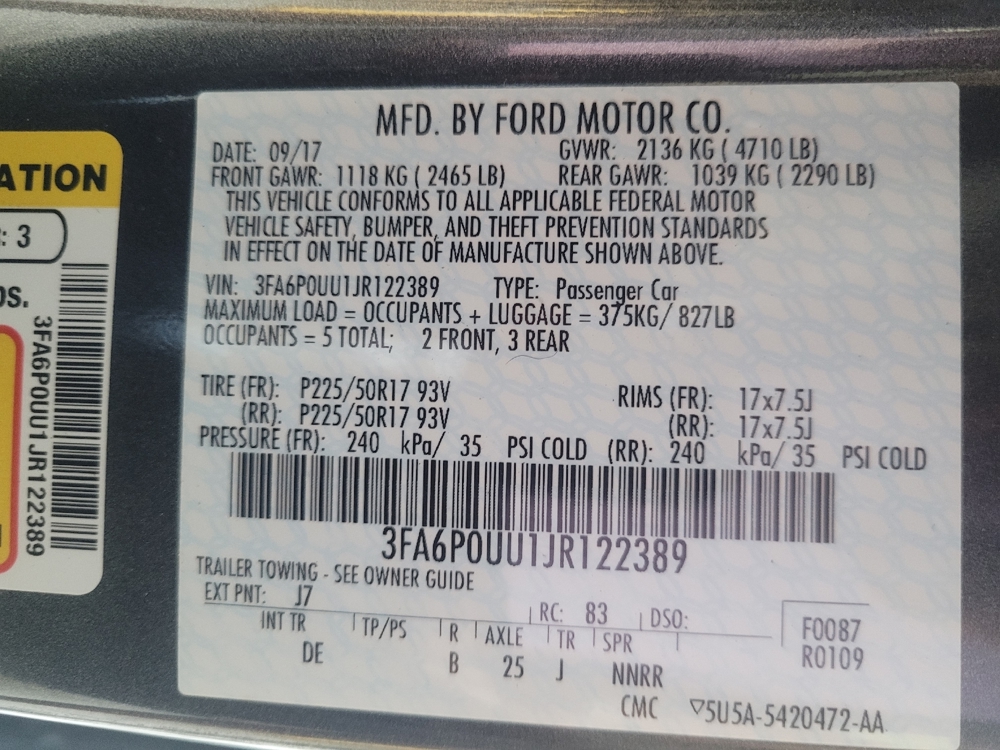 ATION
: 3
OS.
3FA6P0UU1JR122389
MFD. BY FORD MOTOR CO.
DATE: 09/17 GVWR: 2136 KG ( 4710 LB)
FRONT GAWR: 1118 KG ( 2465 LB) REAR GAWR: 1039 KG ( 2290 LB)
THIS VEHICLE CONFORMS TO ALL APPLICABLE FEDERAL MOTOR
VEHICLE SAFETY, BUMPER, AND THEFT PREVENTION STANDARDS
IN EFFECT ON THE DATE OF MANUFACTURE SHOWN ABOVE.
VIN: 3FA6P0UU1JR122389 TYPE: Passenger Car
MAXIMUM LOAD = OCCUPANTS + LUGGAGE = 375KG/ 827LB
OCCUPANTS = 5 TOTAL; 2 FRONT, 3 REAR
TIRE (FR): P225/50R17 93V RIMS (FR): 17x7.5J
(RR): P225/50R17 93V (RR): 17x7.5J
PRESSURE (FR): 240 kPa/ 35 PSI COLD (RR): 240 kPa/ 35 PSI COLD
3FA6P0UU1JR122389
TRAILER TOWING - SEE OWNER GUIDE
EXT PNT: J7 RC: 83 DSO:
INT TR TP/PS R AXLE TR SPR F0087
DE B 25 J NNRR R0109
CMC ▽5U5A-5420472-AA